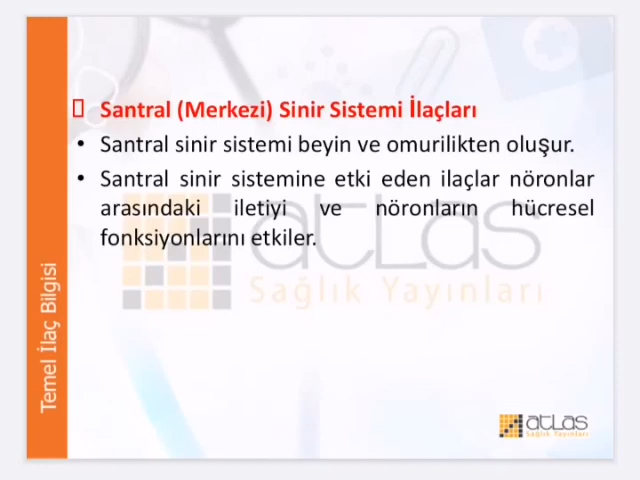 Santral (Merkezi) Sinir Sistemi İlaçları
• Santral sinir sistemi beyin ve omurilikten oluşur.
• Santral sinir sistemine etki eden ilaçlar nöronlar
arasındaki iletiyi ve nöronların hücresel
fonksiyonlarını etkiler.
atLas
Sağlık Yayınları
Temel İlaç Bilgisi
atLas
Sağlık Yayınları